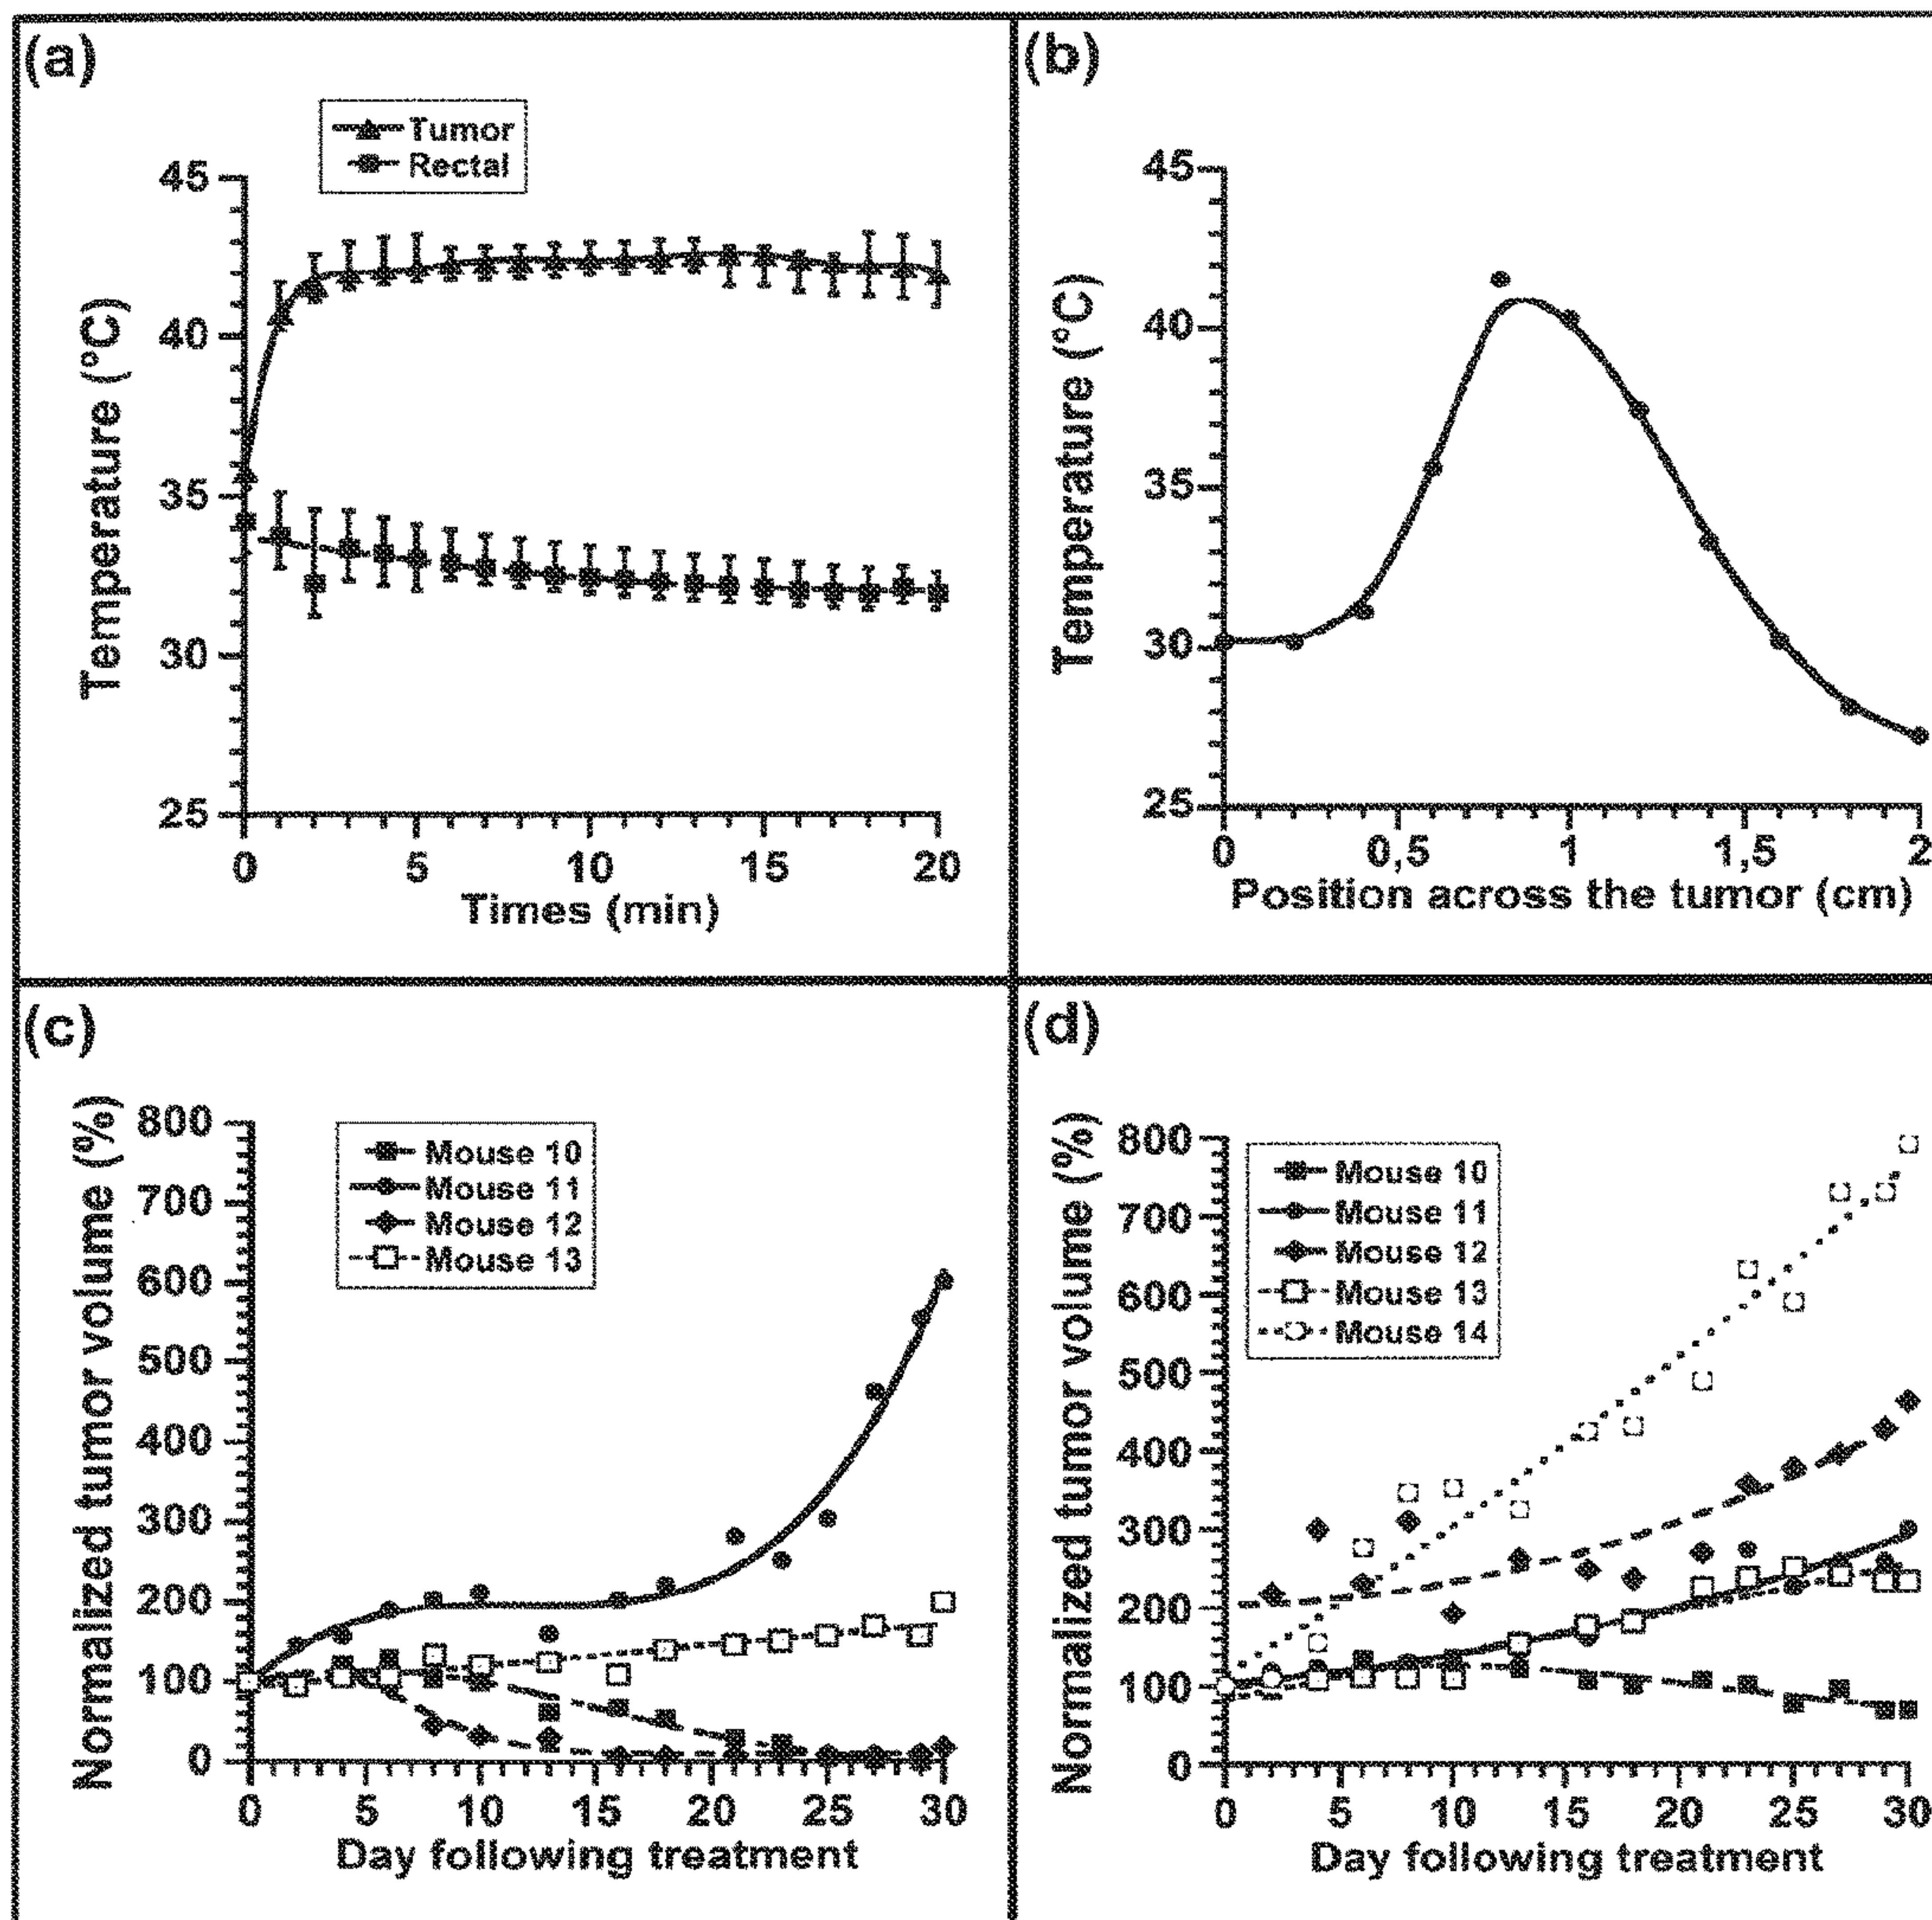 (a)
Tumor
Rectal
45
40
35
30
25
Temperature (°C)
0 5 10 15 20
Times (min)
(b)
45
40
35
30
25
Temperature (°C)
0 0,5 1 1,5 2
Position across the tumor (cm)
(c)
Mouse 10
Mouse 11
Mouse 12
Mouse 13
800
700
600
500
400
300
200
100
0
Normalized tumor volume (%)
0 5 10 15 20 25 30
Day following treatment
(d)
Mouse 10
Mouse 11
Mouse 12
Mouse 13
Mouse 14
800
700
600
500
400
300
200
100
0
Normalized tumor volume (%)
0 5 10 15 20 25 30
Day following treatment